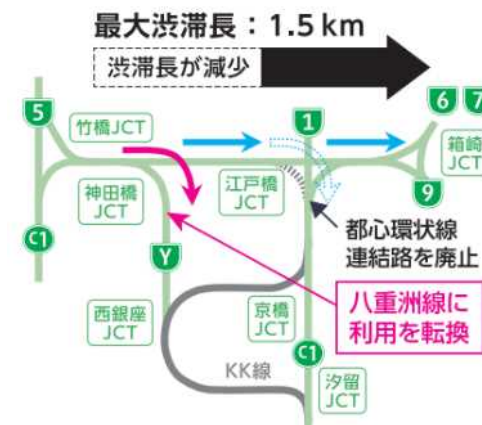 最大渋滞長：1.5km
渋滞長が減少
5
竹橋JCT
1
6
7
箱崎
JCT
神田橋
JCT
江戸橋
JCT
9
C1
都心環状線
連結路を廃止
Y
西銀座
JCT
京橋
JCT
八重洲線に
利用を転換
KK線
C1
汐留
JCT